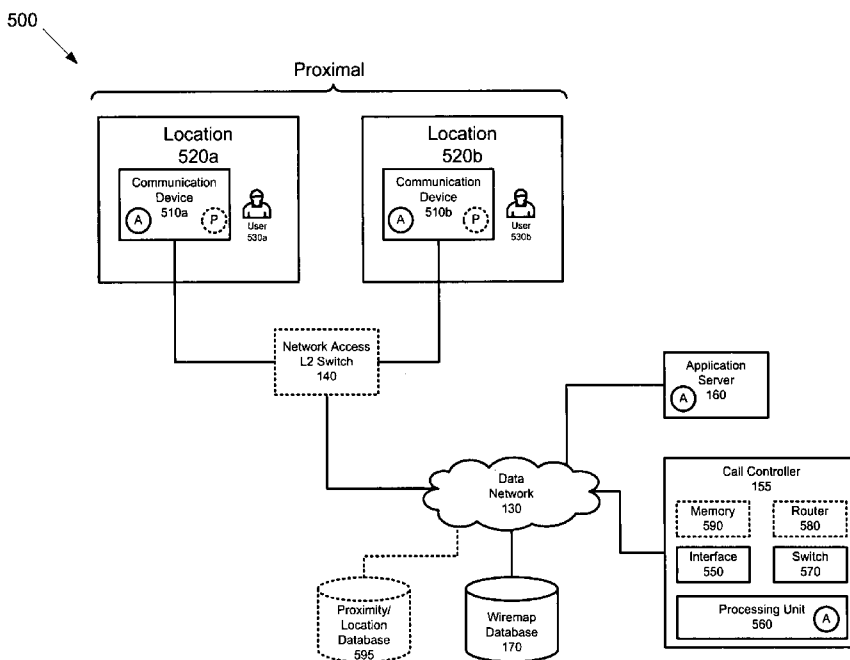 500
Proximal
Location
520a
Communication
Device
510a
A
P
User
530a
Location
520b
Communication
Device
510b
A
P
User
530b
Network Access
L2 Switch
140
Application
Server
160
A
Data
Network
130
Call Controller
155
Memory
590
Router
580
Interface
550
Switch
570
Processing Unit
560
A
Proximity/
Location
Database
595
Wiremap
Database
170